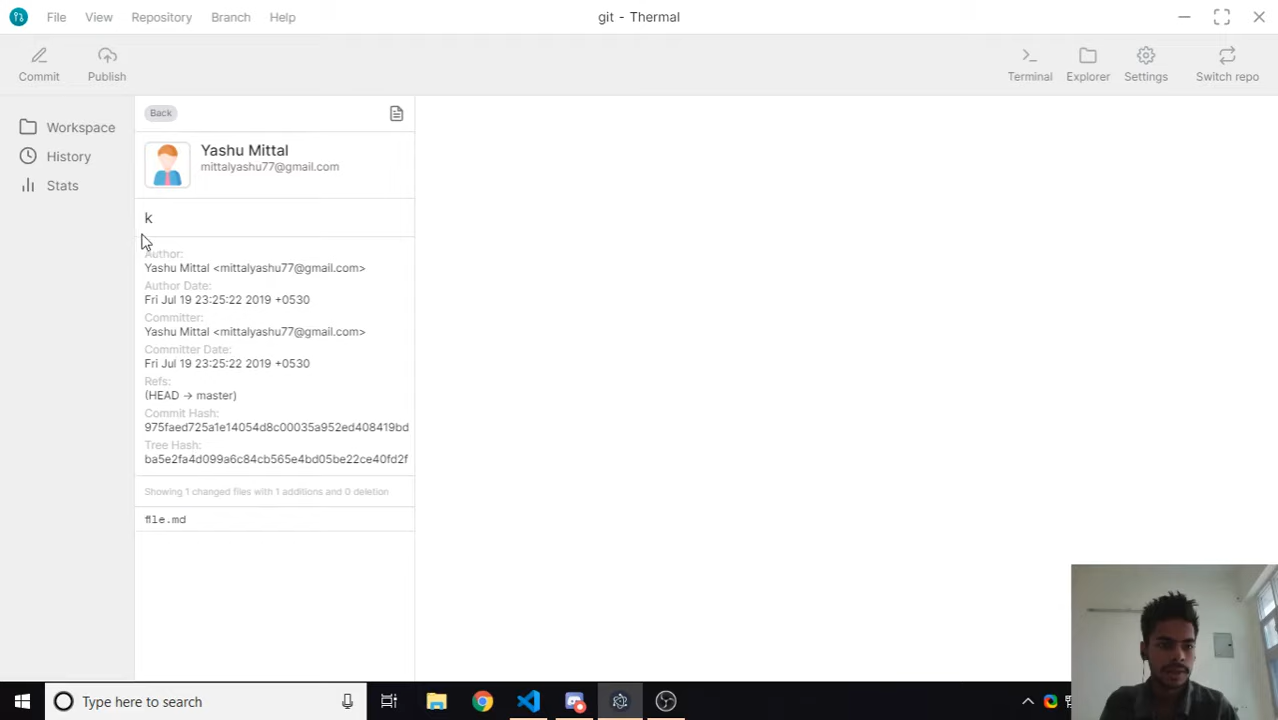 File View Repository Branch Help git - Thermal
Commit Publish Terminal Explorer Settings Switch repo
Workspace
History
Stats
Back
Yashu Mittal
mittalyashu77@gmail.com
k
Author:
Yashu Mittal <mittalyashu77@gmail.com>
Author Date:
Fri Jul 19 23:25:22 2019 +0530
Committer:
Yashu Mittal <mittalyashu77@gmail.com>
Committer Date:
Fri Jul 19 23:25:22 2019 +0530
Refs:
(HEAD → master)
Commit Hash:
975faed725a1e14054d8c00035a952ed408419bd
Tree Hash:
ba5e2fa4d099a6c84cb565e4bd05be22ce40fd2f
Showing 1 changed files with 1 additions and 0 deletion
file.md
Type here to search